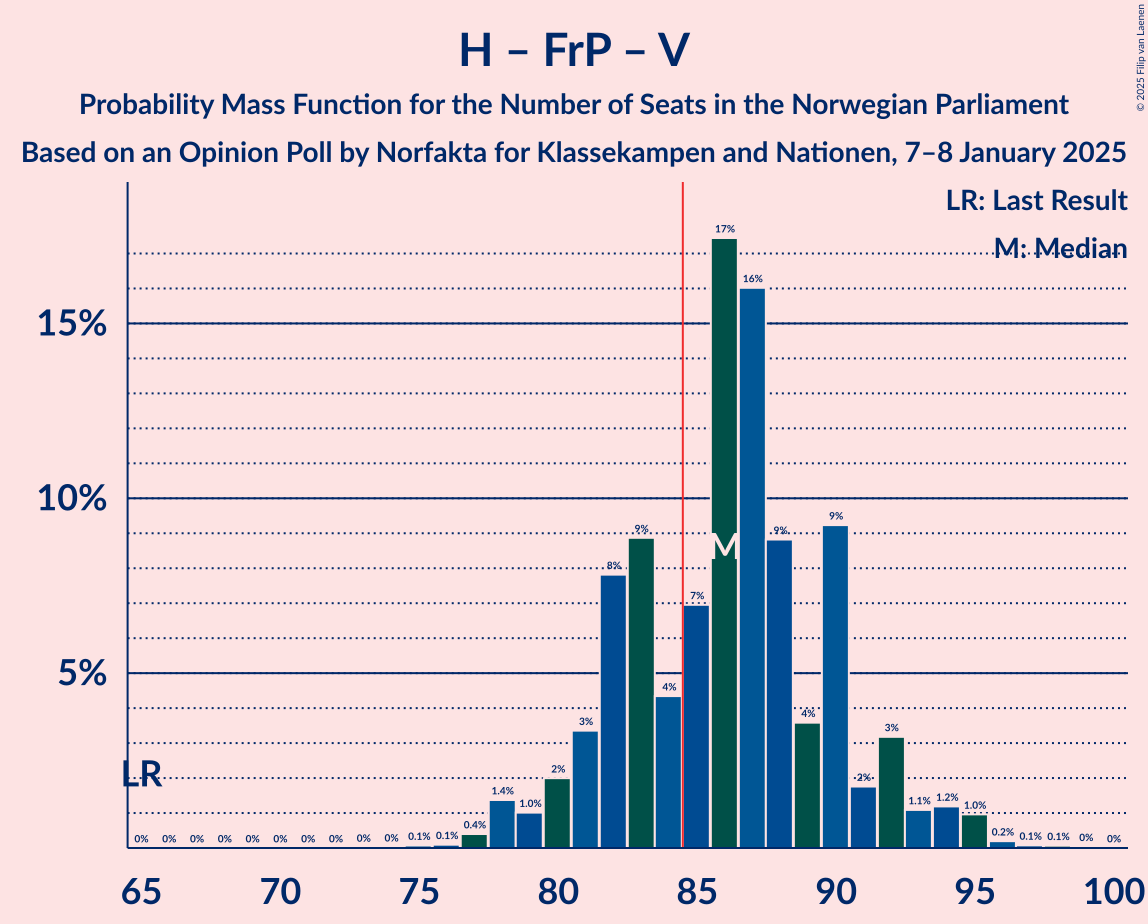 H – FrP – V
Probability Mass Function for the Number of Seats in the Norwegian Parliament
Based on an Opinion Poll by Norfakta for Klassekampen and Nationen, 7–8 January 2025
© 2025 Filip van Laenen
LR: Last Result
M: Median
15%
10%
5%
17%
16%
9%
9%
9%
8%
7%
4%
4%
3%
3%
2%
2%
M
LR
0% 0% 0% 0% 0% 0% 0% 0% 0% 0% 0.1% 0.1% 0.4% 1.4% 1.0% 1.1% 1.2% 1.0% 0.2% 0.1% 0.1% 0% 0%
65 70 75 80 85 90 95 100